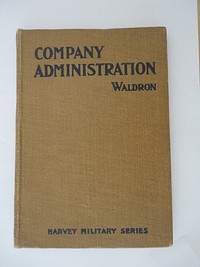 COMPANY
ADMINISTRATION
WALDRON
HARVEY MILITARY SERIES